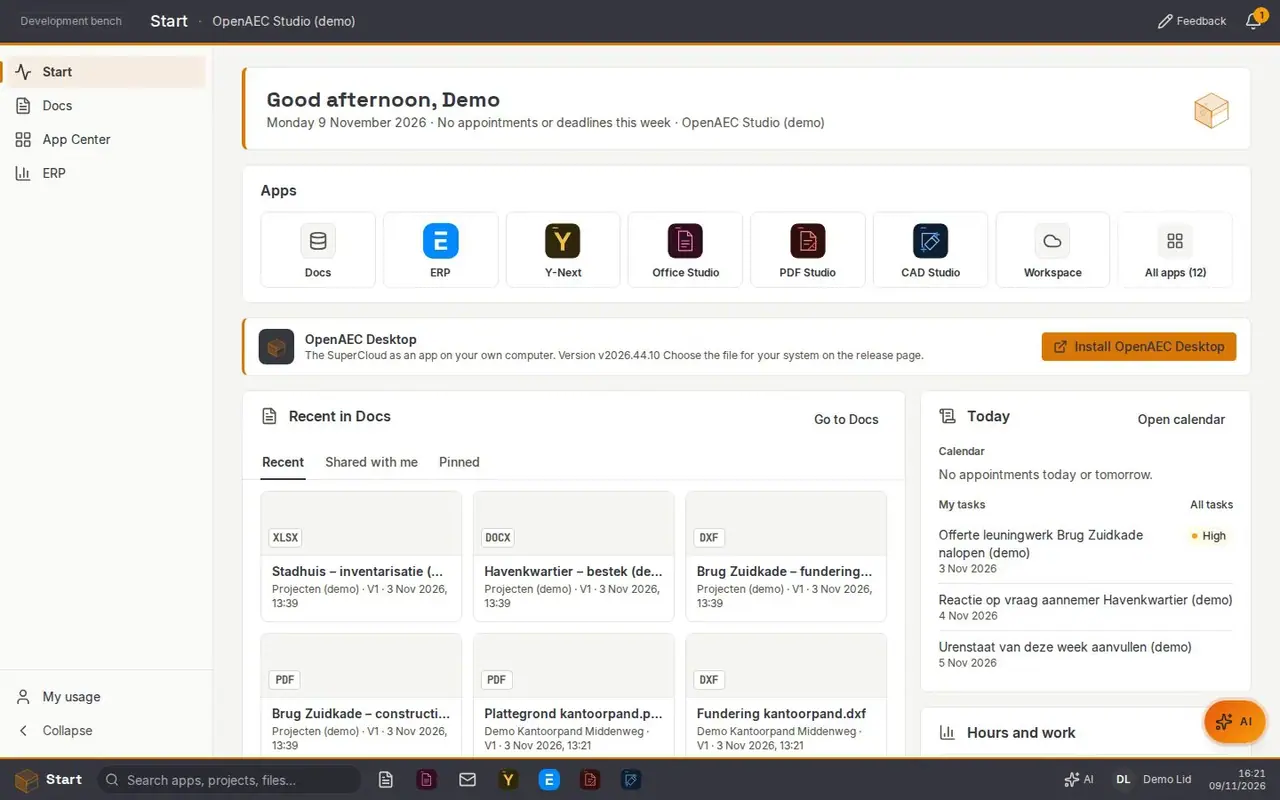 Development bench
Start · OpenAEC Studio (demo)
Feedback
1
Start
Docs
App Center
ERP
My usage
Collapse
Good afternoon, Demo
Monday 9 November 2026 · No appointments or deadlines this week · OpenAEC Studio (demo)
Apps
Docs
ERP
Y-Next
Office Studio
PDF Studio
CAD Studio
Workspace
All apps (12)
OpenAEC Desktop
The SuperCloud as an app on your own computer. Version v2026.44.10 Choose the file for your system on the release page.
Install OpenAEC Desktop
Recent in Docs
Go to Docs
Recent
Shared with me
Pinned
XLSX
Stadhuis – inventarisatie (...
Projecten (demo) · V1 · 3 Nov 2026,
13:39
DOCX
Havenkwartier – bestek (de...
Projecten (demo) · V1 · 3 Nov 2026,
13:39
DXF
Brug Zuidkade – fundering...
Projecten (demo) · V1 · 3 Nov 2026,
13:39
PDF
Brug Zuidkade – constructi...
Projecten (demo) · V1 · 3 Nov 2026,
13:39
PDF
Plattegrond kantoorpand.p...
Demo Kantoorpand Middenweg ·
V1 · 3 Nov 2026, 13:21
DXF
Fundering kantoorpand.dxf
Demo Kantoorpand Middenweg ·
V1 · 3 Nov 2026, 13:21
Today
Open calendar
Calendar
No appointments today or tomorrow.
My tasks
All tasks
Offerte leuningwerk Brug Zuidkade
nalopen (demo)
High
3 Nov 2026
Reactie op vraag aannemer Havenkwartier (demo)
4 Nov 2026
Urenstaat van deze week aanvullen (demo)
5 Nov 2026
Hours and work
AI
Start
Search apps, projects, files...
Y
E
AI
DL
Demo Lid
16:21
09/11/2026